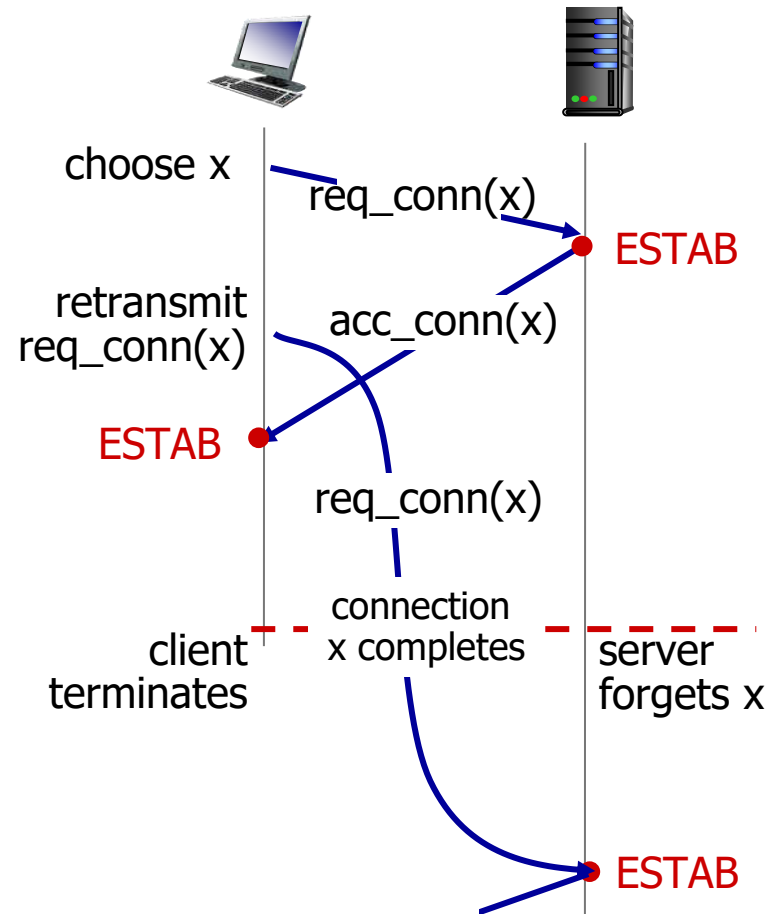 choose x
req_conn(x)
ESTAB
retransmit
req_conn(x)
acc_conn(x)
ESTAB
req_conn(x)
connection
x completes
client
terminates
server
forgets x
ESTAB